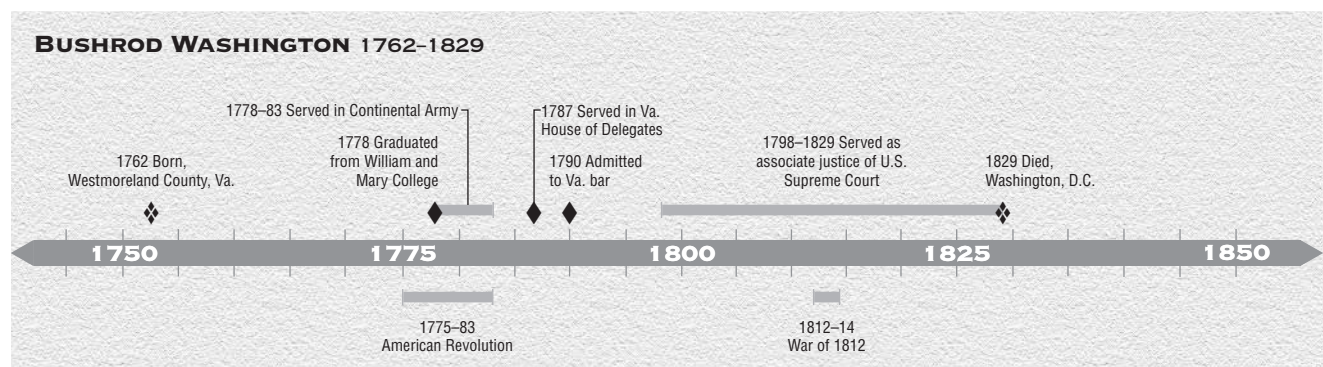 BUSHROD WASHINGTON 1762–1829
1778–83 Served in Continental Army
1787 Served in Va.
House of Delegates
1778 Graduated
from William and
Mary College
1762 Born,
Westmoreland County, Va.
1790 Admitted
to Va. bar
1798–1829 Served as
associate justice of U.S.
Supreme Court
1829 Died,
Washington, D.C.
1750 1775 1800 1825 1850
1775–83
American Revolution
1812–14
War of 1812